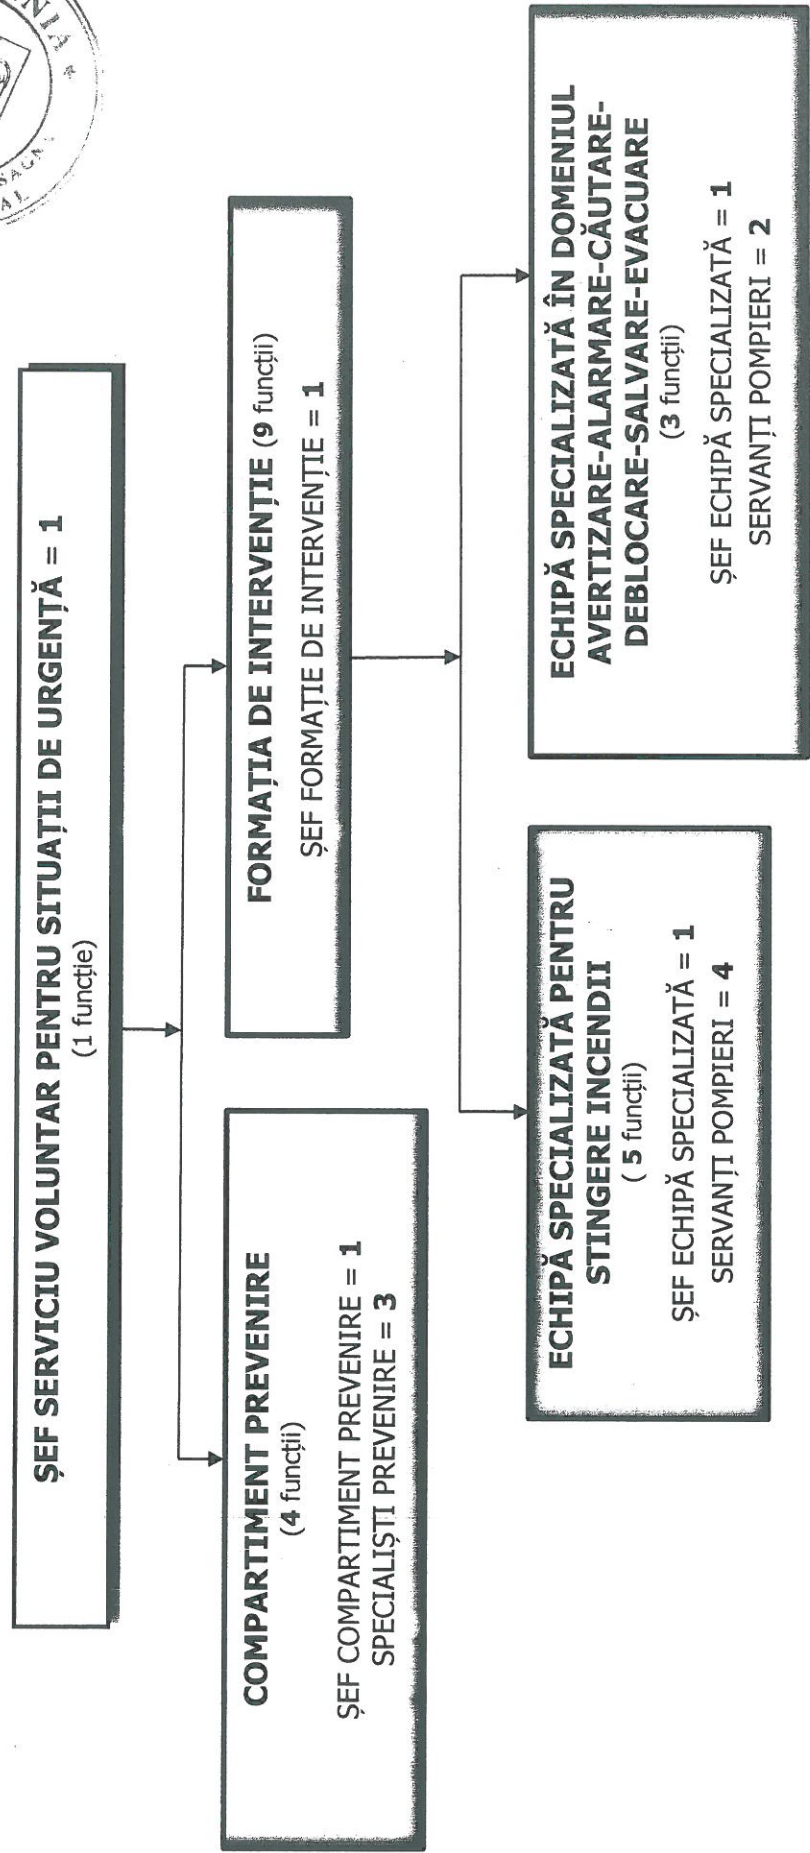 ȘEF SERVICIU VOLUNTAR PENTRU SITUAȚII DE URGENȚĂ = 1
(1 funcție)
COMPARTIMENT PREVENIRE
(4 funcții)
ȘEF COMPARTIMENT PREVENIRE = 1
SPECIALIȘTI PREVENIRE = 3
FORMAȚIA DE INTERVENȚIE (9 funcții)
ȘEF FORMAȚIE DE INTERVENȚIE = 1
ECHIPĂ SPECIALIZATĂ PENTRU
STINGERE INCENDII
( 5 funcții)
ȘEF ECHIPĂ SPECIALIZATĂ = 1
SERVANȚI POMPIERI = 4
ECHIPĂ SPECIALIZATĂ ÎN DOMENIUL
AVERTIZARE-ALARMARE-CĂUTARE-
DEBLOCARE-SALVARE-EVACUARE
(3 funcții)
ȘEF ECHIPĂ SPECIALIZATĂ = 1
SERVANȚI POMPIERI = 2